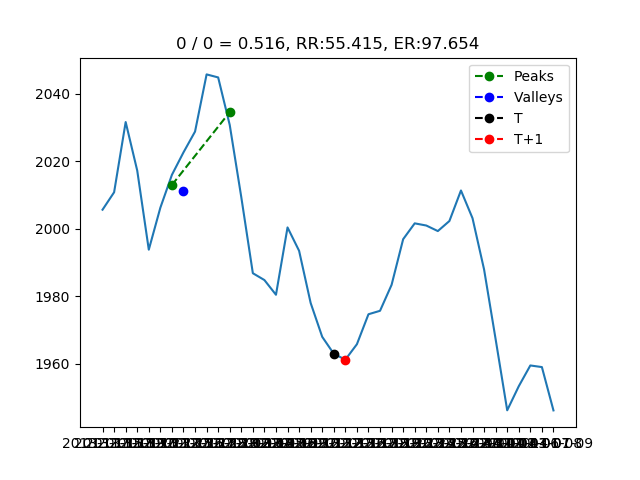 0 / 0 = 0.516, RR:55.415, ER:97.654
Peaks
Valleys
T
T+1
2040
2020
2000
1980
1960